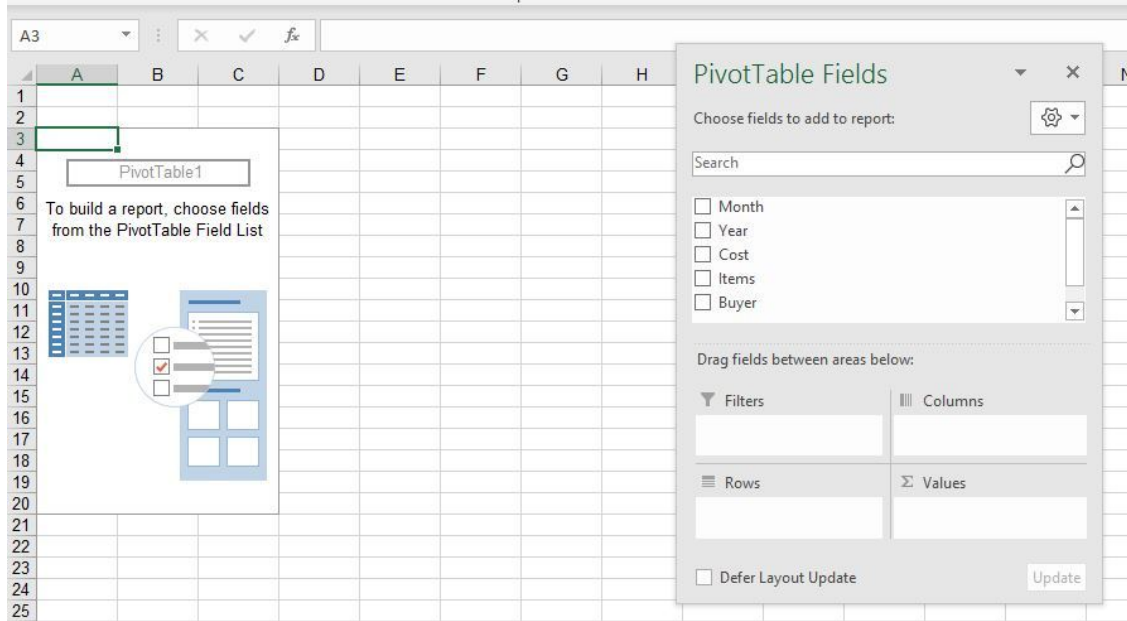 A3
fx
A B C D E F G H
1
2
3
4
5
6
7
8
9
10
11
12
13
14
15
16
17
18
19
20
21
22
23
24
25
PivotTable1
To build a report, choose fields
from the PivotTable Field List
PivotTable Fields
Choose fields to add to report:
Search
Month
Year
Cost
Items
Buyer
Drag fields between areas below:
Filters
Columns
Rows
Σ Values
Defer Layout Update
Update